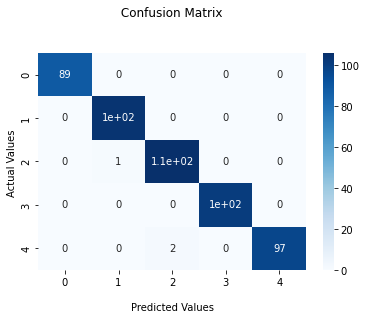 Confusion Matrix
0 89 0 0 0 0
1 0 1e+02 0 0 0
2 0 1 1.1e+02 0 0
3 0 0 0 1e+02 0
4 0 0 2 0 97
0 1 2 3 4
Actual Values
Predicted Values
100
80
60
40
20
0